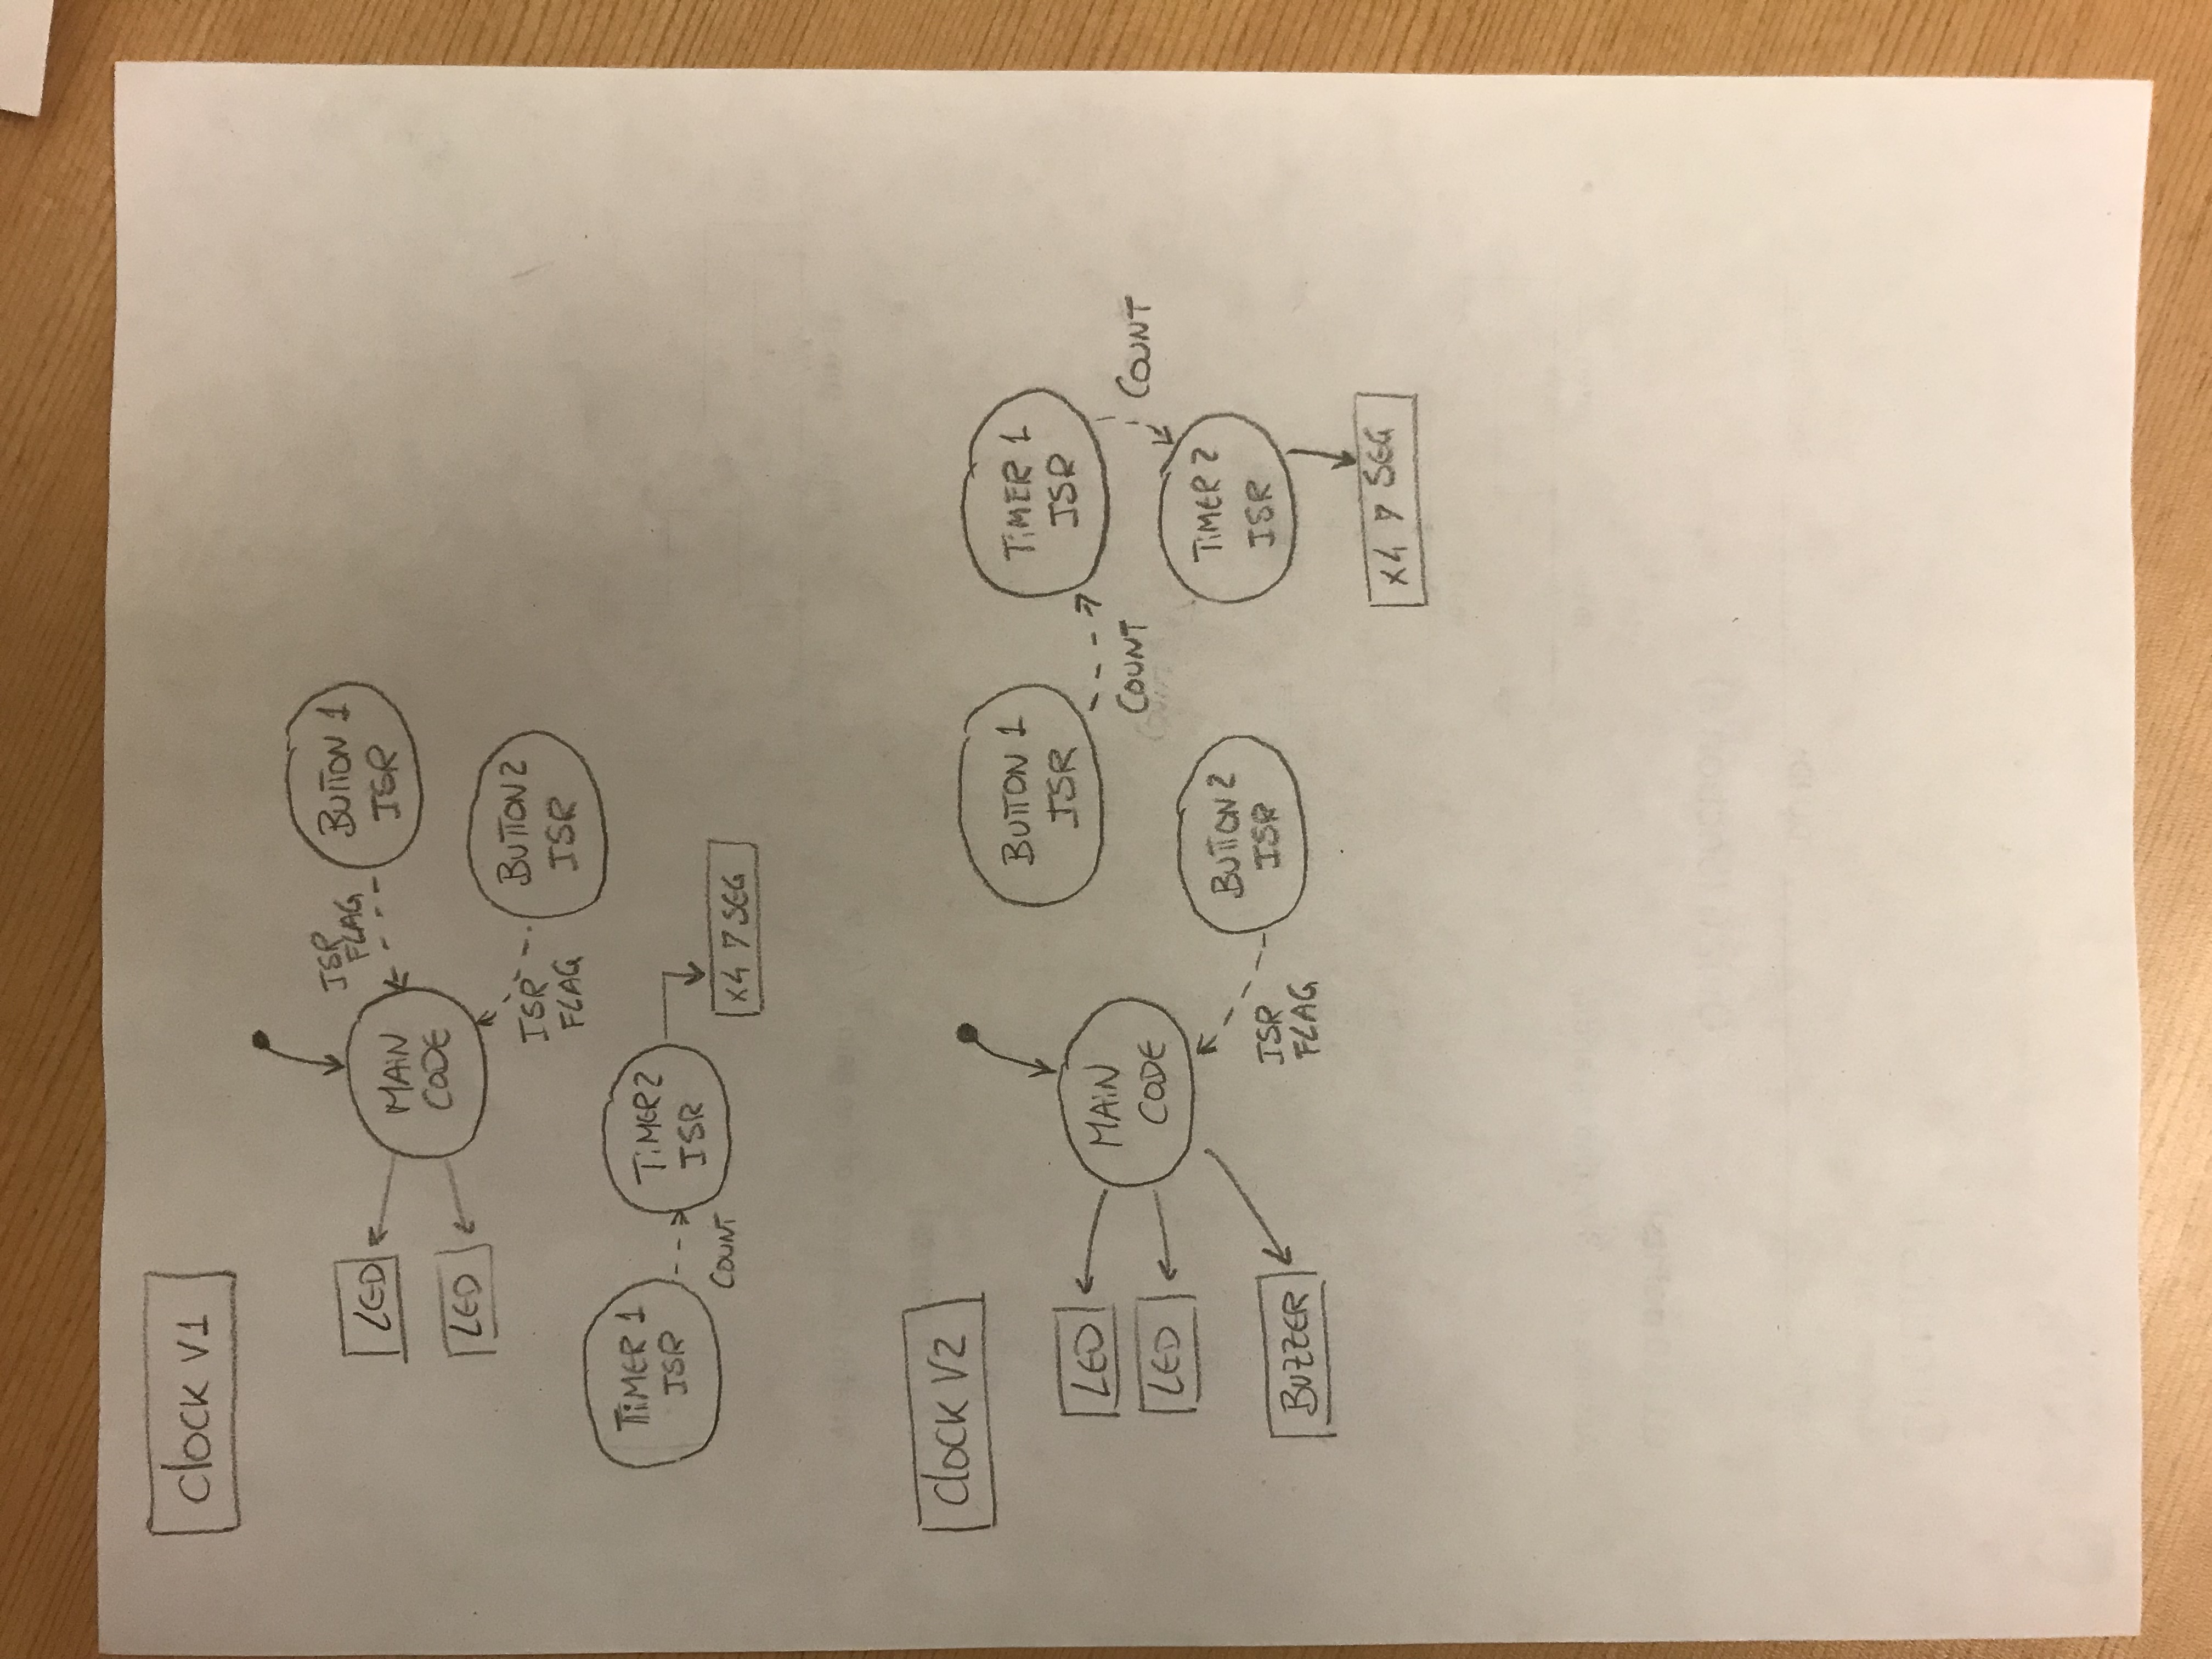 Clock V1
ISR
FLAG
BUTTON 1
ISR
LED
MAIN
CODE
LED
BUTTON 2
ISR
ISR
FLAG
TIMER 1
ISR
TIMER 2
ISR
COUNT
x4 7 SEG
Clock V2
BUTTON 1
ISR
TIMER 1
ISR
LED
MAIN
CODE
COUNT
COUNT
LED
BUTTON 2
ISR
TIMER 2
ISR
ISR
FLAG
BUZZER
x4 7 SEG